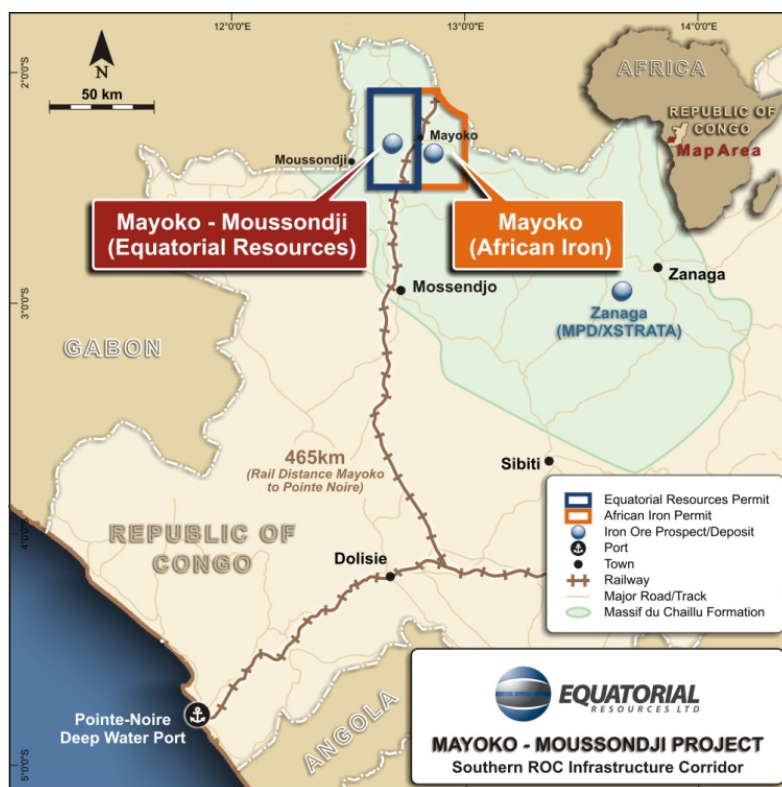 12°0'0"E
13°0'0"E
14°0'0"E
2°0'0"S
3°0'0"S
4°0'0"S
5°0'0"S
N
50 km
AFRICA
REPUBLIC OF
CONGO
Map Area
Mayoko
Moussondji
Mayoko - Moussondji
(Equatorial Resources)
Mayoko
(African Iron)
Mossendjo
Zanaga
Zanaga
(MPD/XSTRATA)
GABON
465km
(Rail Distance Mayoko
to Pointe Noire)
Sibiti
REPUBLIC OF
CONGO
Dolisie
Pointe-Noire
Deep Water Port
ANGOLA
Equatorial Resources Permit
African Iron Permit
Iron Ore Prospect/Deposit
Port
Town
Railway
Major Road/Track
Massif du Chaillu Formation
EQUATORIAL
RESOURCES LTD
MAYOKO - MOUSSONDJI PROJECT
Southern ROC Infrastructure Corridor